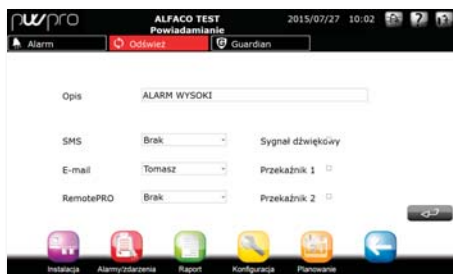 pwpro ALFACO TEST 2015/07/27 10:02
Powiadamianie
Alarm Odśwież Guardian
Opis ALARM WYSOKI
SMS Brak Sygnał dźwiękowy
E-mail Tomasz Przekaźnik 1
RemotePRO Brak Przekaźnik 2
Instalacja Alarmy/zdarzenia Raport Konfiguracja Planowanie